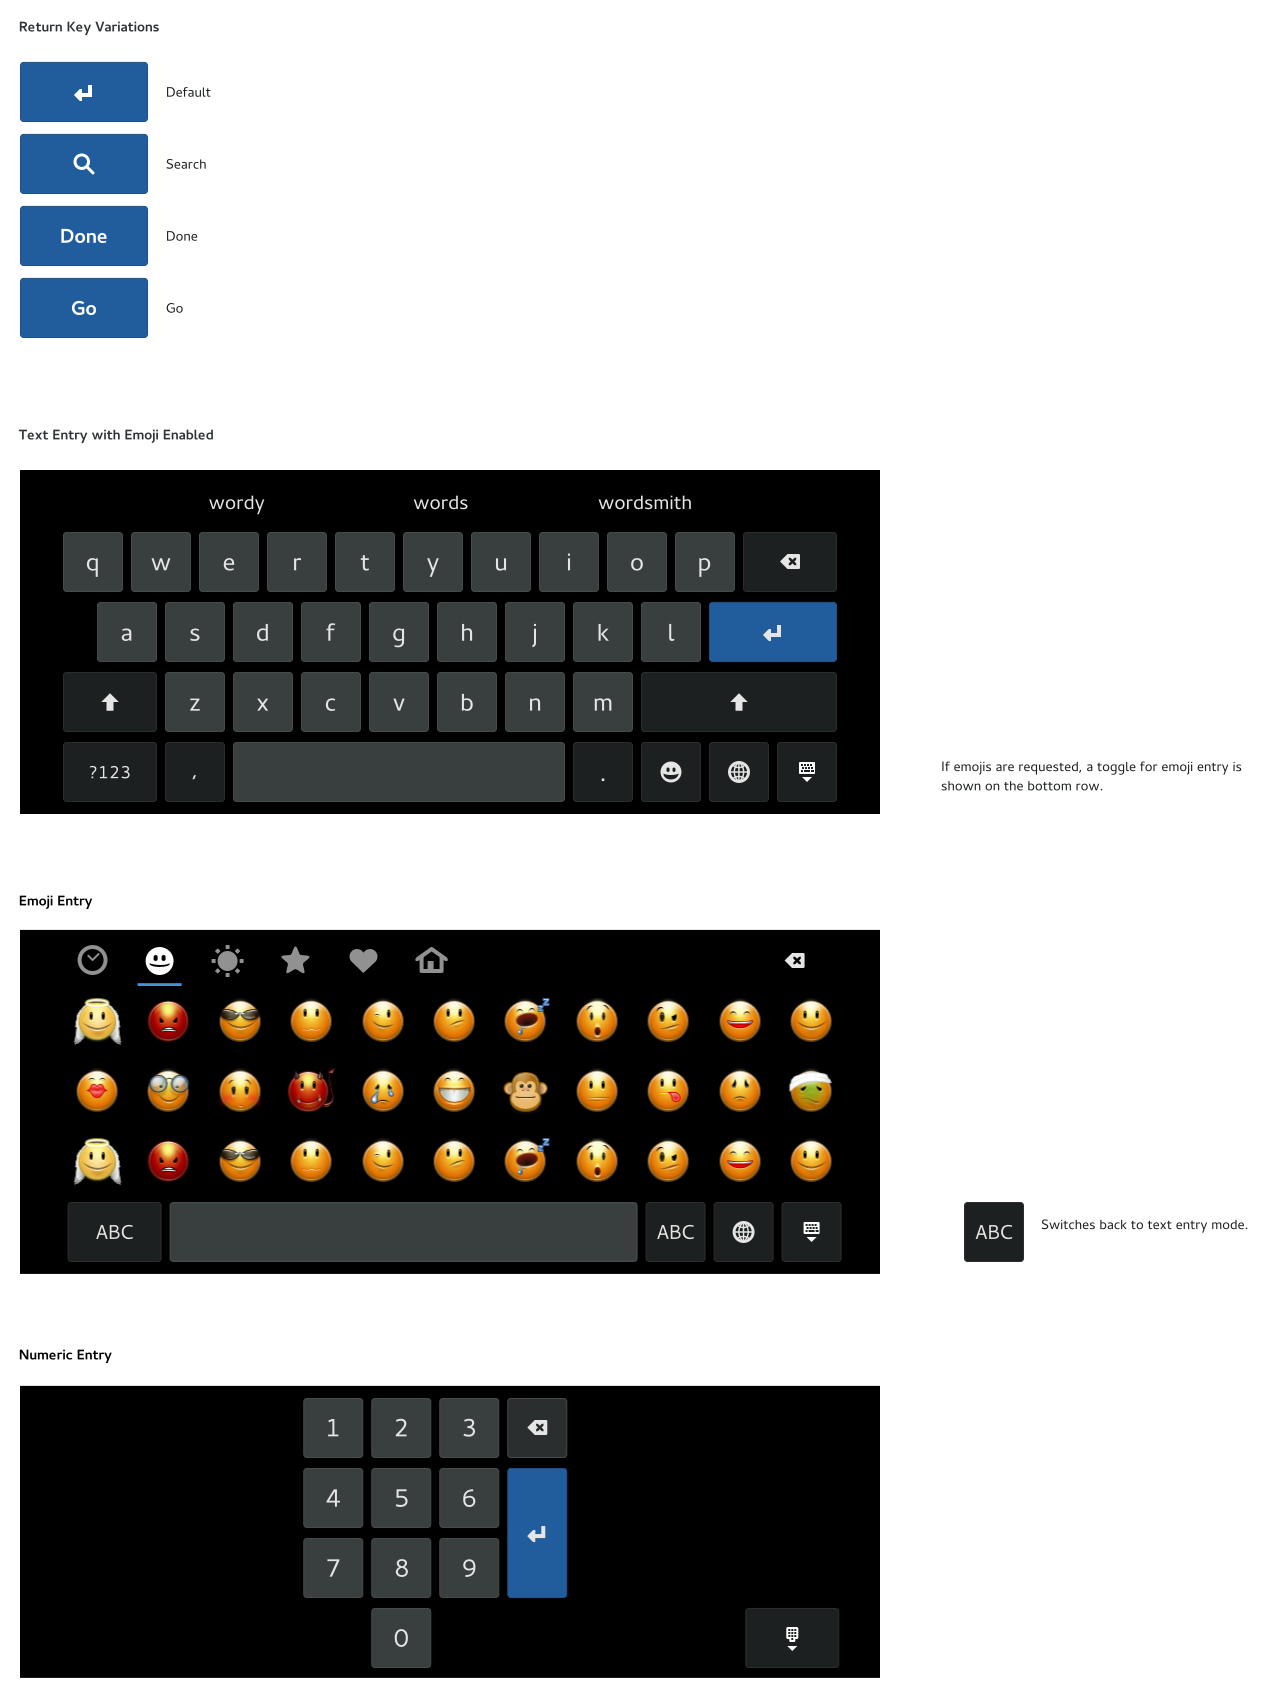 Return Key Variations
Default
Search
Done Done
Go Go
Text Entry with Emoji Enabled
wordy words wordsmith
q w e r t y u i o p
a s d f g h j k l
z x c v b n m
?123 , .
If emojis are requested, a toggle for emoji entry is
shown on the bottom row.
Emoji Entry
z z
z z
ABC ABC
ABC Switches back to text entry mode.
Numeric Entry
1 2 3
4 5 6
7 8 9
0